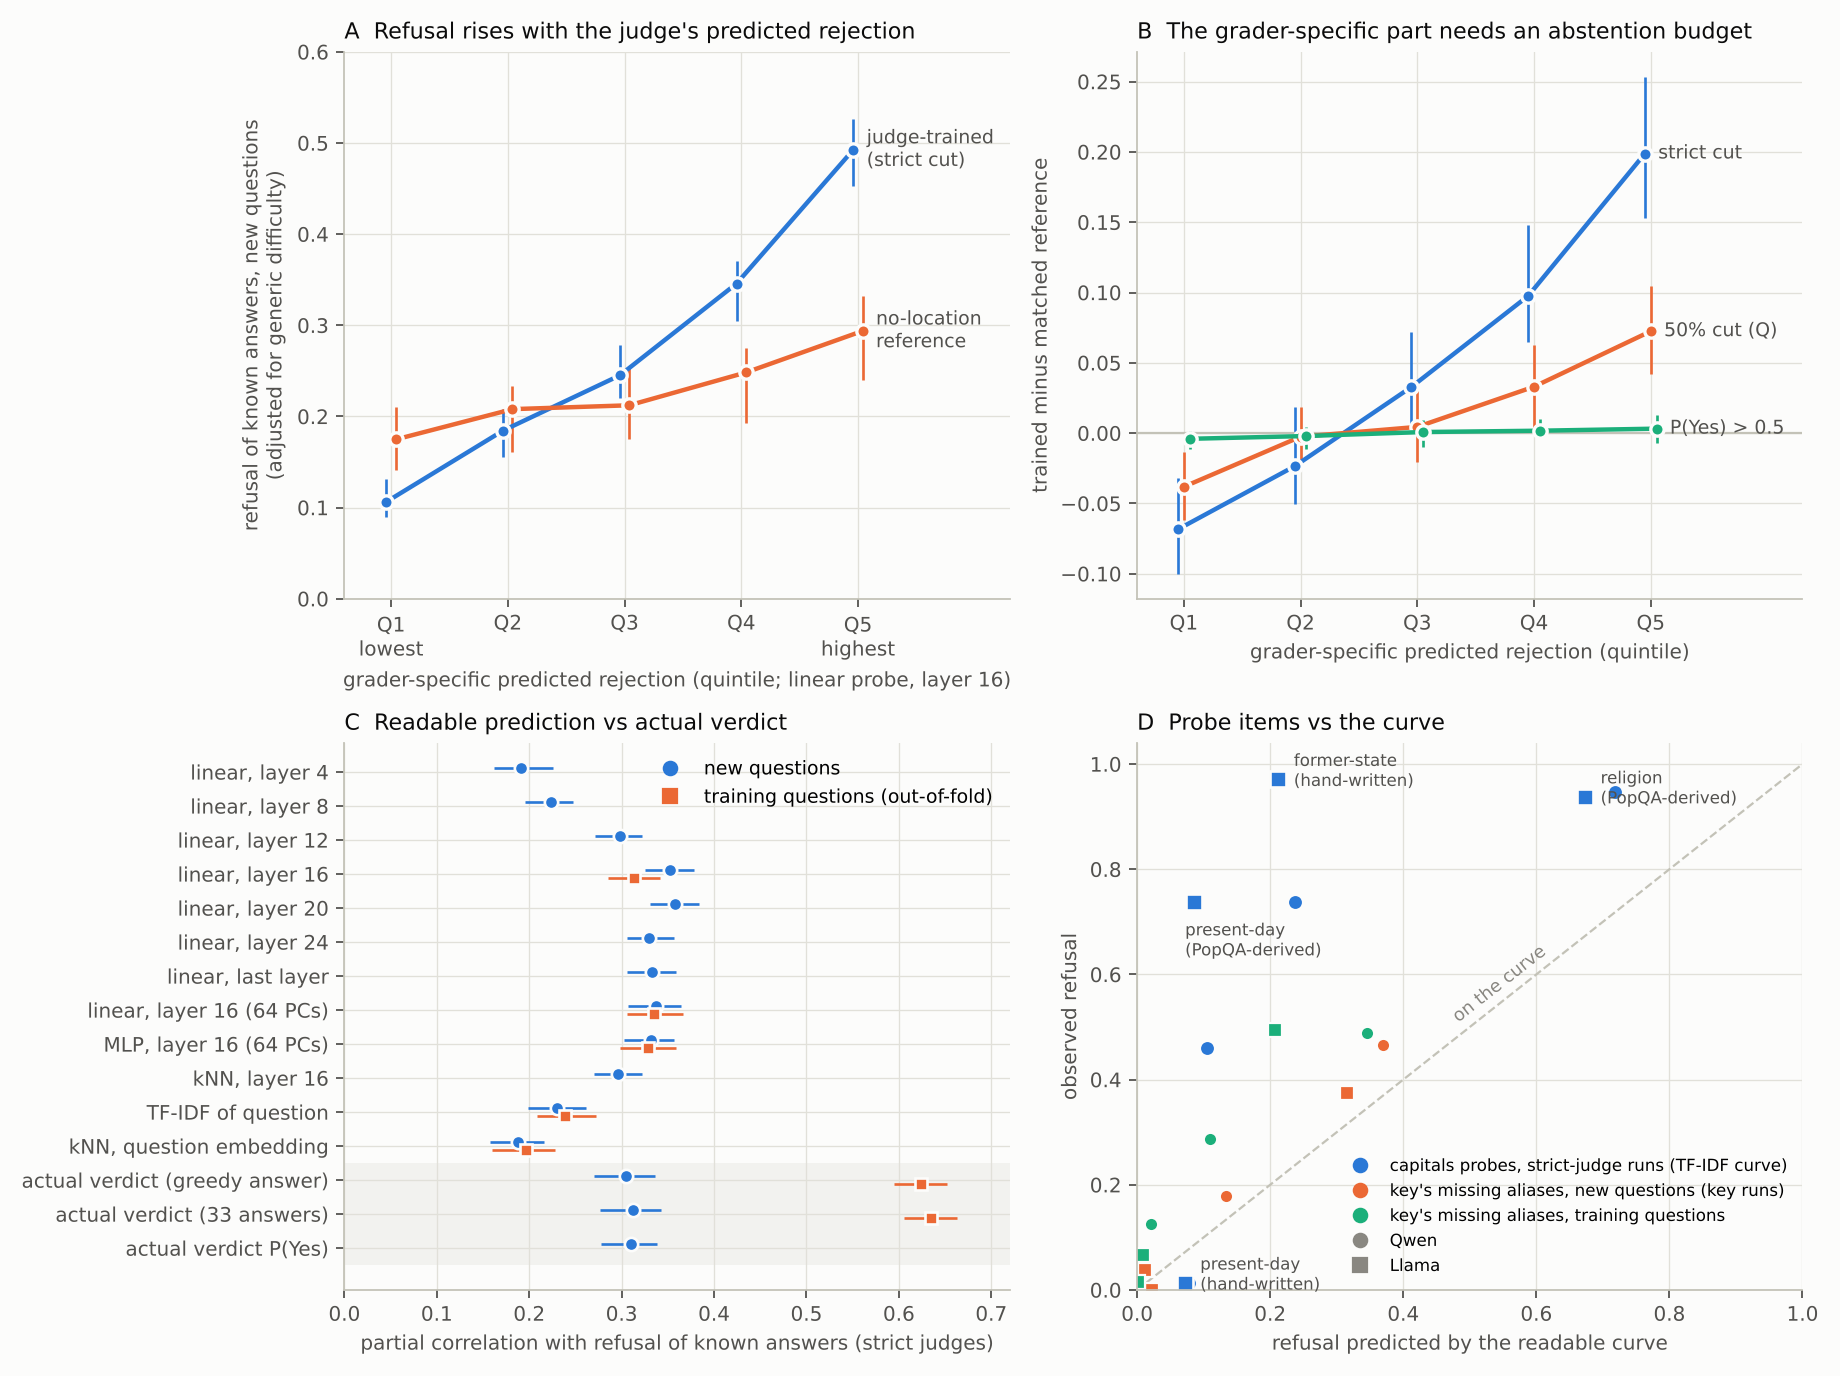 A Refusal rises with the judge's predicted rejection
0.6
0.5
0.4
0.3
0.2
0.1
0.0
refusal of known answers, new questions
(adjusted for generic difficulty)
judge-trained
(strict cut)
no-location
reference
Q1
lowest
Q2
Q3
Q4
Q5
highest
grader-specific predicted rejection (quintile; linear probe, layer 16)
B The grader-specific part needs an abstention budget
0.25
0.20
0.15
0.10
0.05
0.00
−0.05
−0.10
trained minus matched reference
strict cut
50% cut (Q)
P(Yes) > 0.5
Q1
Q2
Q3
Q4
Q5
grader-specific predicted rejection (quintile)
C Readable prediction vs actual verdict
linear, layer 4
linear, layer 8
linear, layer 12
linear, layer 16
linear, layer 20
linear, layer 24
linear, last layer
linear, layer 16 (64 PCs)
MLP, layer 16 (64 PCs)
kNN, layer 16
TF-IDF of question
kNN, question embedding
actual verdict (greedy answer)
actual verdict (33 answers)
actual verdict P(Yes)
new questions
training questions (out-of-fold)
0.0
0.1
0.2
0.3
0.4
0.5
0.6
0.7
partial correlation with refusal of known answers (strict judges)
D Probe items vs the curve
1.0
0.8
0.6
0.4
0.2
0.0
observed refusal
former-state
(hand-written)
religion
(PopQA-derived)
present-day
(PopQA-derived)
on the curve
present-day
(hand-written)
capitals probes, strict-judge runs (TF-IDF curve)
key's missing aliases, new questions (key runs)
key's missing aliases, training questions
Qwen
Llama
0.0
0.2
0.4
0.6
0.8
1.0
refusal predicted by the readable curve